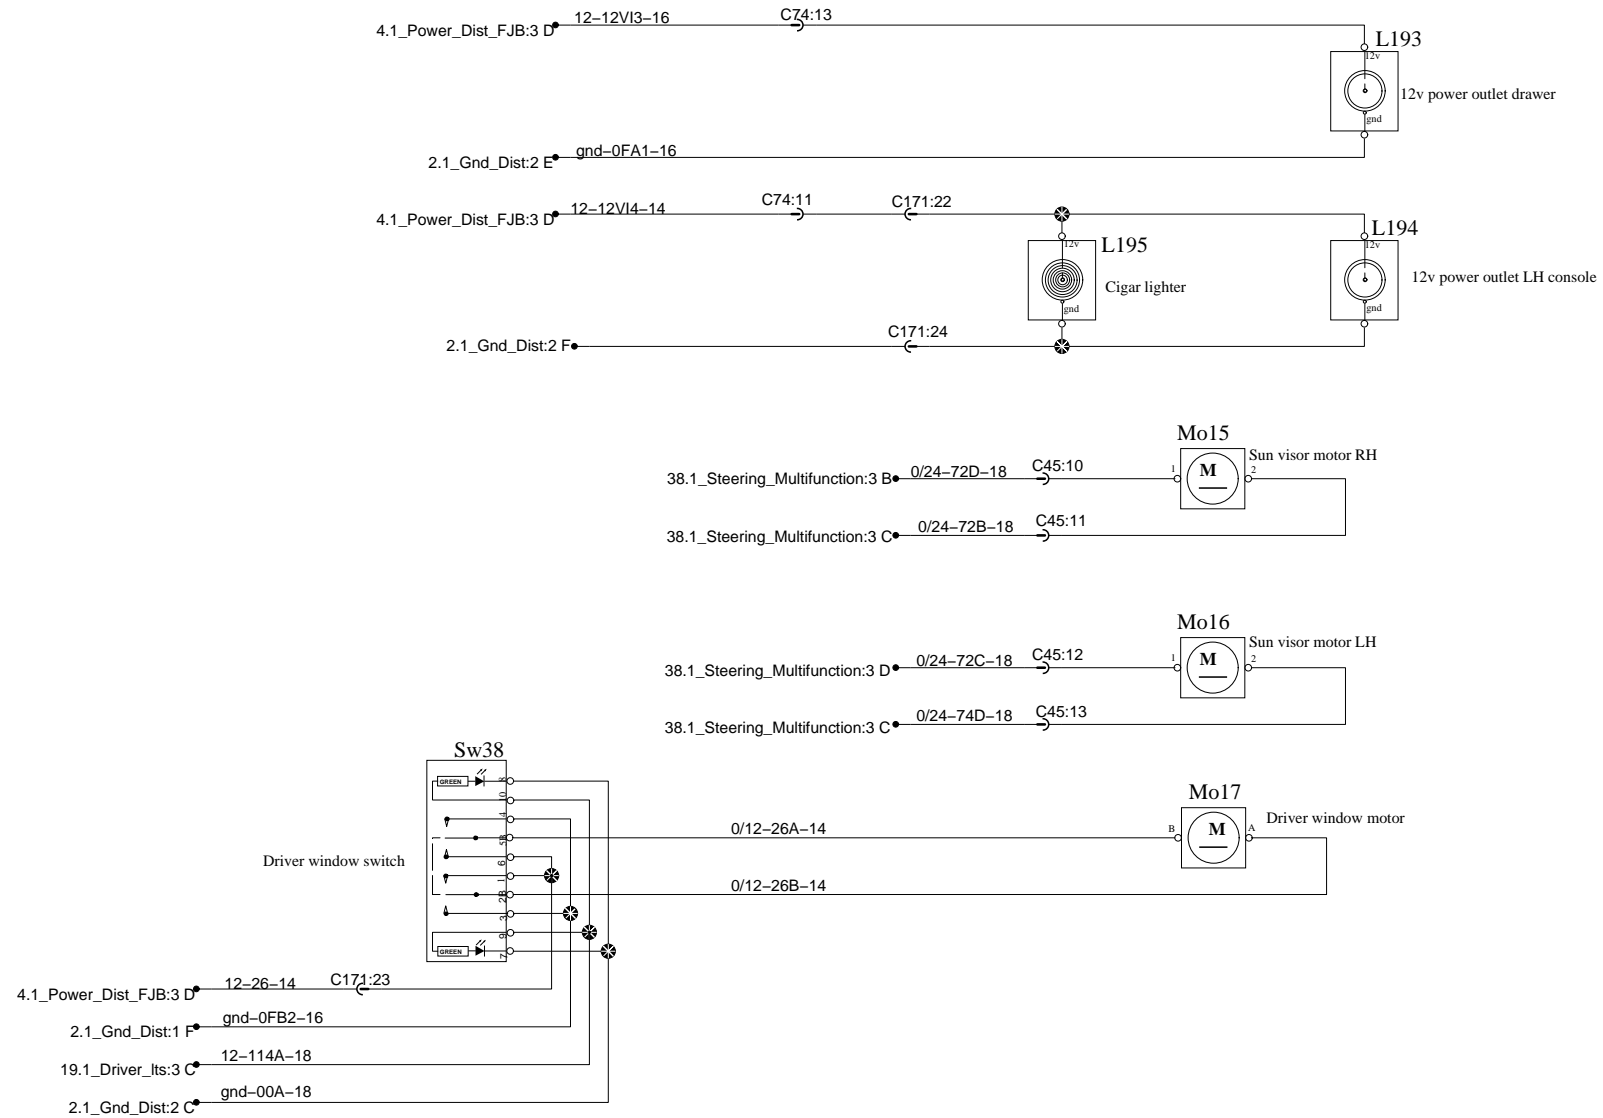 4.1_Power_Dist_FJB:3 D
12–12VI3–16
C74:13
L193
12v
12v power outlet drawer
gnd
2.1_Gnd_Dist:2 E
gnd–0FA1–16
4.1_Power_Dist_FJB:3 D
12–12VI4–14
C74:11
C171:22
L195
12v
Cigar lighter
gnd
L194
12v
12v power outlet LH console
gnd
2.1_Gnd_Dist:2 F
C171:24
Mo15
Sun visor motor RH
38.1_Steering_Multifunction:3 B
0/24–72D–18
C45:10
1
M
2
38.1_Steering_Multifunction:3 C
0/24–72B–18
C45:11
Mo16
Sun visor motor LH
38.1_Steering_Multifunction:3 D
0/24–72C–18
C45:12
1
M
2
38.1_Steering_Multifunction:3 C
0/24–74D–18
C45:13
Sw38
GREEN
8
10
4
5B
6
1
2B
3
9
7
GREEN
Driver window switch
0/12–26A–14
Mo17
B
M
A
Driver window motor
0/12–26B–14
4.1_Power_Dist_FJB:3 D
12–26–14
C171:23
2.1_Gnd_Dist:1 F
gnd–0FB2–16
19.1_Driver_lts:3 C
12–114A–18
2.1_Gnd_Dist:2 C
gnd–00A–18